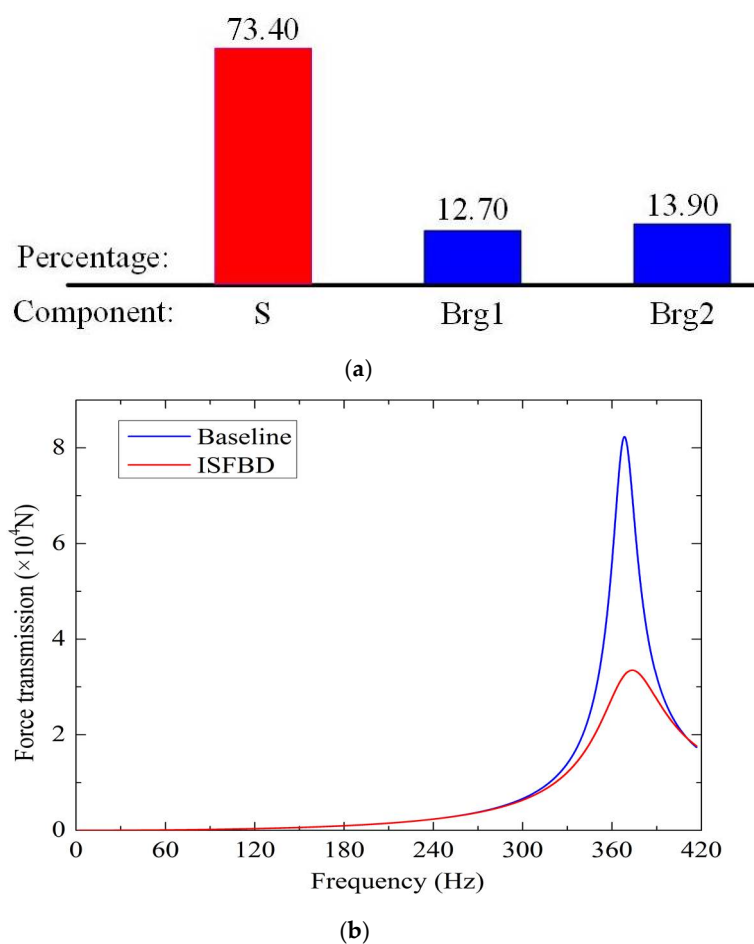 73.40
12.70
13.90
Percentage:
Component: S Brg1 Brg2
(a)
Baseline
ISFBD
Force transmission (×10⁴N)
8
6
4
2
0
0 60 120 180 240 300 360 420
Frequency (Hz)
(b)